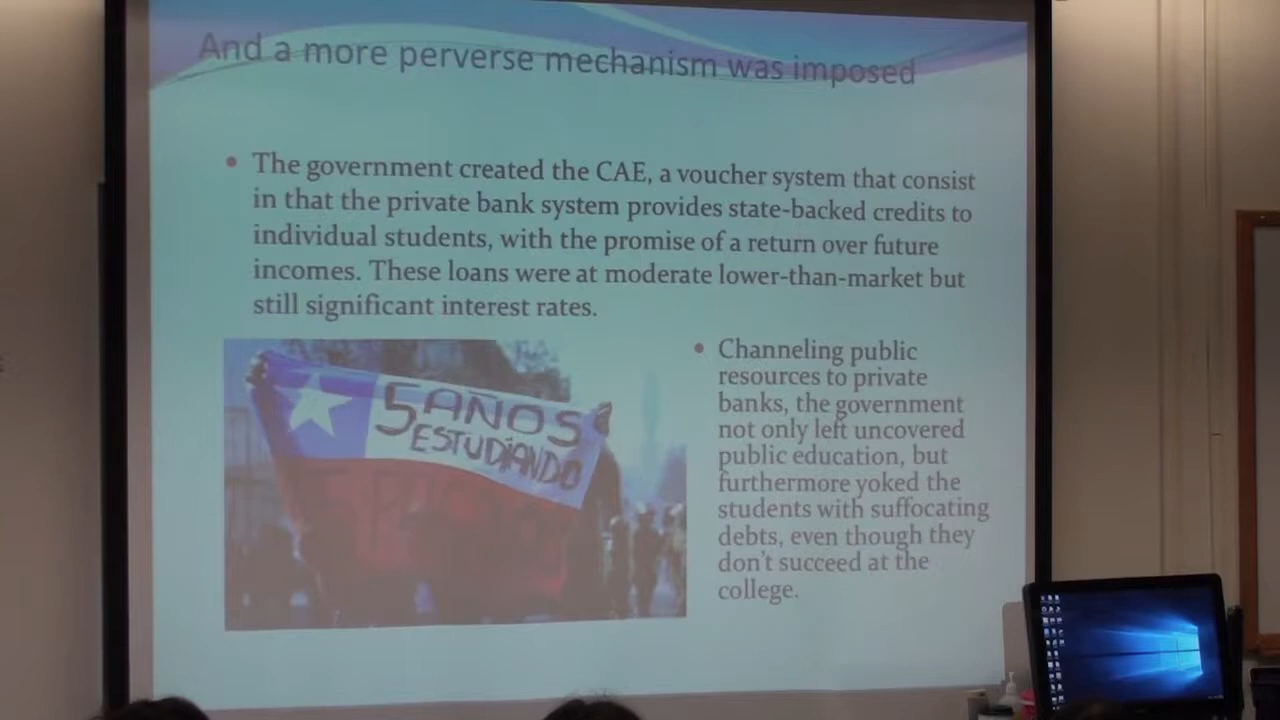 And a more perverse mechanism was imposed
• The government created the CAE, a voucher system that consist
in that the private bank system provides state-backed credits to
individual students, with the promise of a return over future
incomes. These loans were at moderate lower-than-market but
still significant interest rates.
5 AÑOS
ESTUDIANDO
• Channeling public
resources to private
banks, the government
not only left uncovered
public education, but
furthermore yoked the
students with suffocating
debts, even though they
don't succeed at the
college.